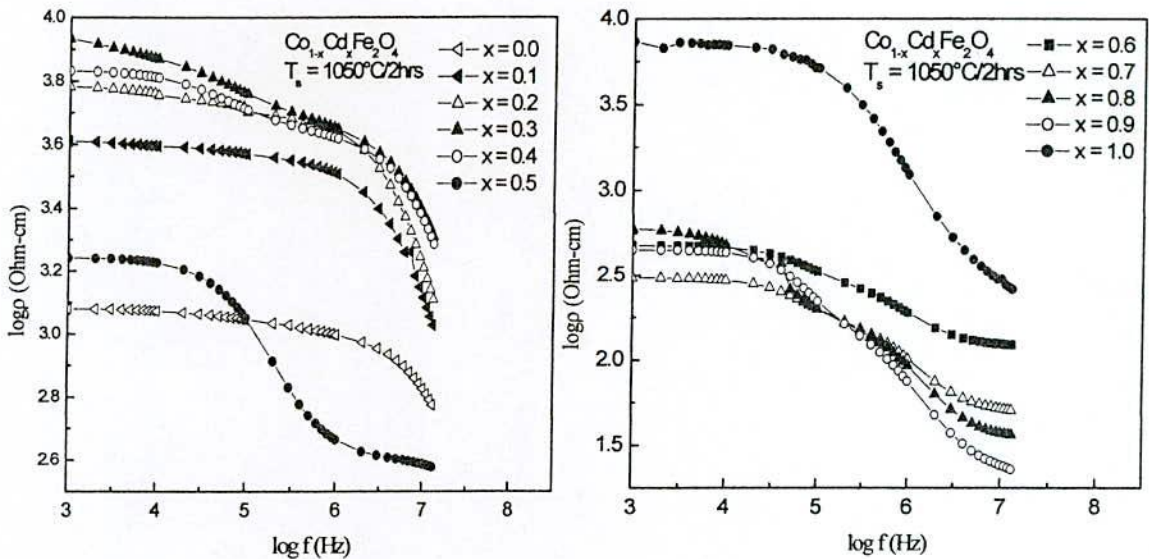 Co1-xCdxFe2O4
Ts = 1050°C/2hrs
x = 0.0
x = 0.1
x = 0.2
x = 0.3
x = 0.4
x = 0.5
4.0
3.8
3.6
3.4
3.2
3.0
2.8
2.6
logρ (Ohm-cm)
3 4 5 6 7 8
log f (Hz)
Co1-xCdxFe2O4
Ts = 1050°C/2hrs
x = 0.6
x = 0.7
x = 0.8
x = 0.9
x = 1.0
4.0
3.5
3.0
2.5
2.0
1.5
logρ (Ohm-cm)
3 4 5 6 7 8
log f (Hz)